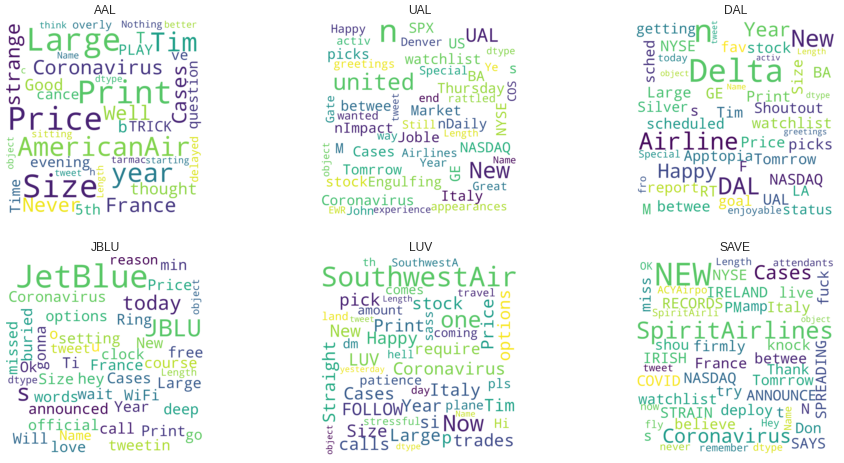 AAL
think overly Nothing better
Large T Tim
PLAY
strange Name ve
c Coronavirus
Good dtype
cance Print Cases question
Price Well
b TRICK
sitting
AmericanAir
object evening tarmac starting delayed
tweet h
Size Length year
thought
Time Never 5th France
UAL
Happy n SPX
activ Denver US UAL
picks watchlist dtype
greetings Special BA Ye
united Thursday s
end rattled COS
Gate betwee tweet Market
wanted Still nDaily NYSE
nImpact way Joble Length
M Cases Airlines NASDAQ
Year Name
object Tomrrow GE New
stock Engulfing Great
Coronavirus Italy
EWR John experience appearances
DAL
getting n tweet Year New
NYSE fav stock Length
sched today activ
object Delta Size BA
Name
Large GE Print dtype
Silver s Tim Shoutout
scheduled watchlist
Airline Price greetings
picks
Special Apptopia Tomrrow
F
Happy NASDAQ
fro report RT DAL LA
goal UAL
M betwee enjoyable status
JBLU
reason min
JetBlue Price object
Coronavirus today
options Ring
missed buried gonna o setting JBLU
tweet u New
clock free
Ok Ti France course
dtype Size hey Cases Length
Large
s words wait WiFi
announced Year deep
official call Print go
Will Name tweetin
love
LUV
th SouthwestA
SouthwestAir
comes travel
pick Length stock
amount
land tweet Print sass one Price options
New coming
Happy
dm hell require
LUV Coronavirus
yesterday
Straight patience pls
Cases day Italy
FOLLOW Year plane Tim
Name
stressful si Now Hi
Size Large p trades
object calls dtype
SAVE
OK NEW Length attendants
NYSE Cases
miss ACYAirpo IRELAND live fuck
RECORDS PM amp Italy
SpiritAirli object
SpiritAirlines
shou firmly knock
IRISH France betwee
tweet Thank
COVID NASDAQ Tomrrow SPREADING
watchlist try ANNOUNCE
now STRAIN deploy t Name N
fly believe Hey Don
s Coronavirus SAYS
never remember dtype